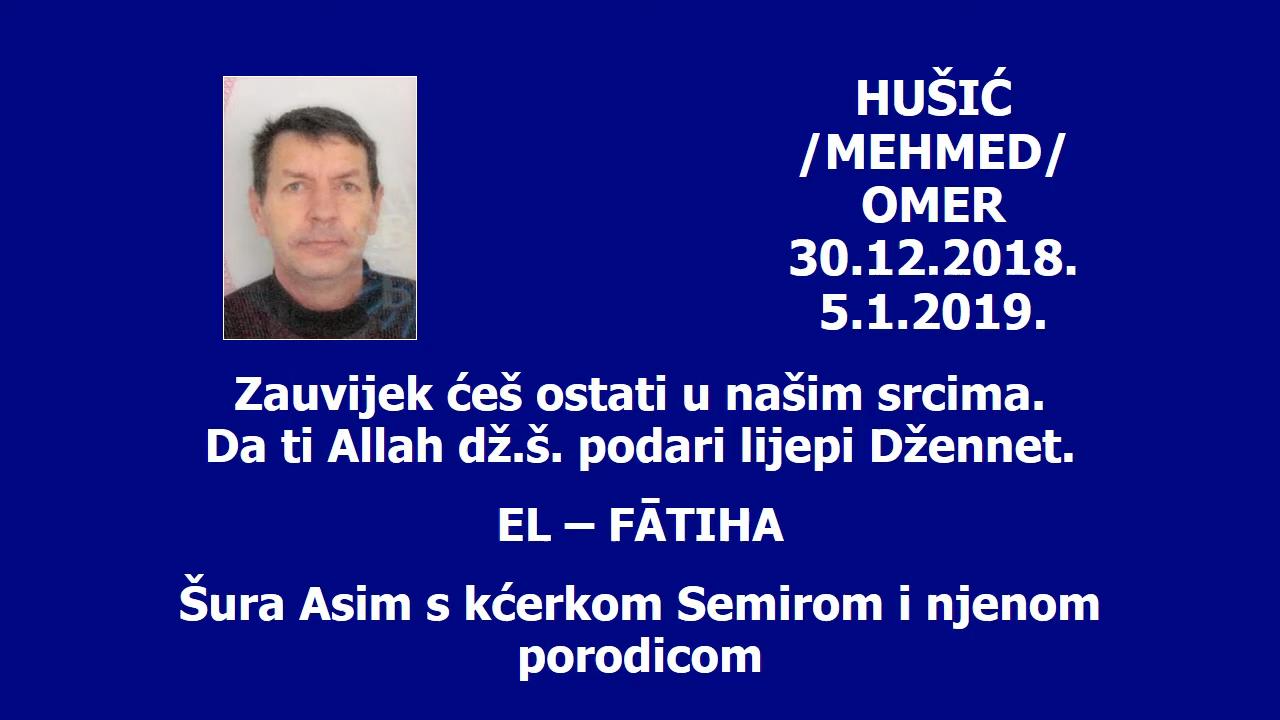 HUŠIĆ
/MEHMED/
OMER
30.12.2018.
5.1.2019.
Zauvijek ćeš ostati u našim srcima.
Da ti Allah dž.š. podari lijepi Džennet.
EL – FĀTIHA
Šura Asim s kćerkom Semirom i njenom
porodicom